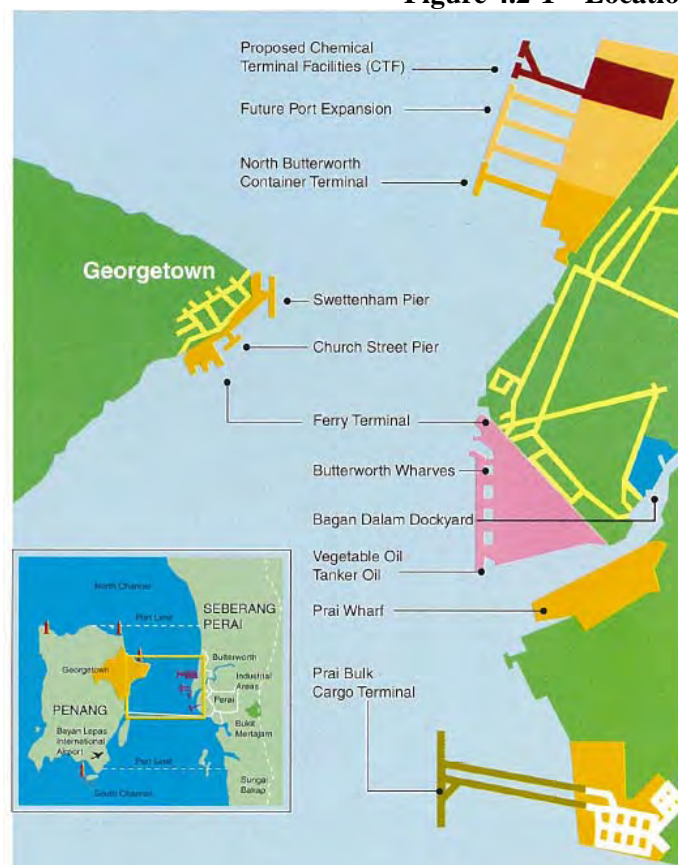 Figure 4.2-1 Locatio
Proposed Chemical
Terminal Facilities (CTF)
Future Port Expansion
North Butterworth
Container Terminal
Georgetown
Swettenham Pier
Church Street Pier
Ferry Terminal
Butterworth Wharves
Bagan Dalam Dockyard
Vegetable Oil
Tanker Oil
Prai Wharf
Prai Bulk
Cargo Terminal
North Channel
Port Limit
SEBERANG
PERAI
Georgetown
Butterworth
Industrial
Areas
Perai
PENANG
Bukit
Mertajam
Bayan Lepas
International
Airport
Port Limit
Sungai
Bakap
South Channel